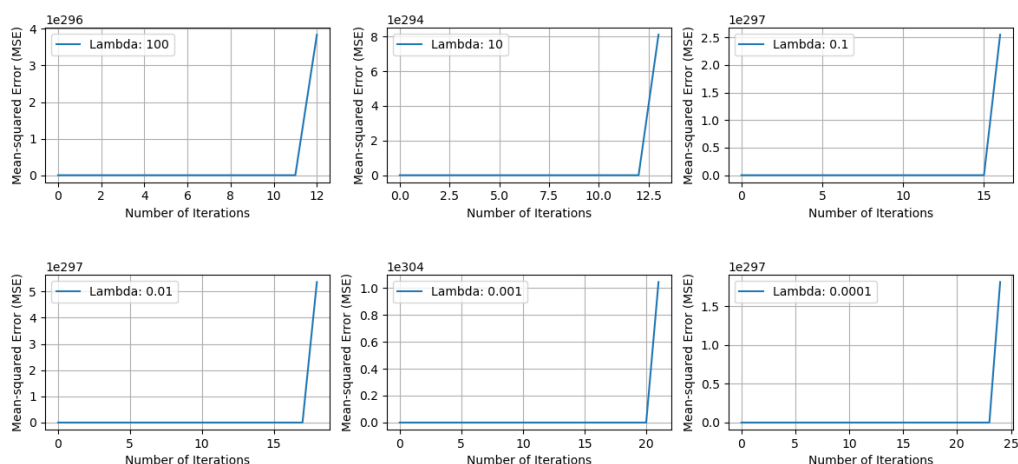 1e296
Mean-squared Error (MSE)
4
3
2
1
0
Lambda: 100
0 2 4 6 8 10 12
Number of Iterations
1e294
Mean-squared Error (MSE)
8
6
4
2
0
Lambda: 10
0.0 2.5 5.0 7.5 10.0 12.5
Number of Iterations
1e297
Mean-squared Error (MSE)
2.5
2.0
1.5
1.0
0.5
0.0
Lambda: 0.1
0 5 10 15
Number of Iterations
1e297
Mean-squared Error (MSE)
5
4
3
2
1
0
Lambda: 0.01
0 5 10 15
Number of Iterations
1e304
Mean-squared Error (MSE)
1.0
0.8
0.6
0.4
0.2
0.0
Lambda: 0.001
0 5 10 15 20
Number of Iterations
1e297
Mean-squared Error (MSE)
1.5
1.0
0.5
0.0
Lambda: 0.0001
0 5 10 15 20 25
Number of Iterations